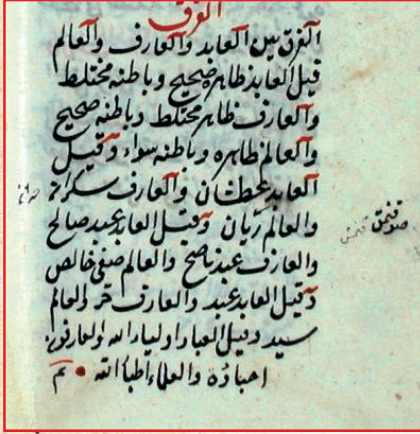 الفرق
الفرق بين العابد والعارف والعالم
قيل العابد ظاهره صحيح وباطنه مختلط
والعارف ظاهره مختلط وباطنه صحيح
والعالم ظاهره وباطنه سواء وقيل
العابد عطشان والعارف سكران
والعالم ريان وقيل العابد عبد صالح
والعارف عبد ناصح والعالم صفي خالص
وقيل العابد عبد والعارف حر والعالم
سيد وقيل العباد اولياء الله والعارفون
احباؤه والعلماء اطباء الله تم